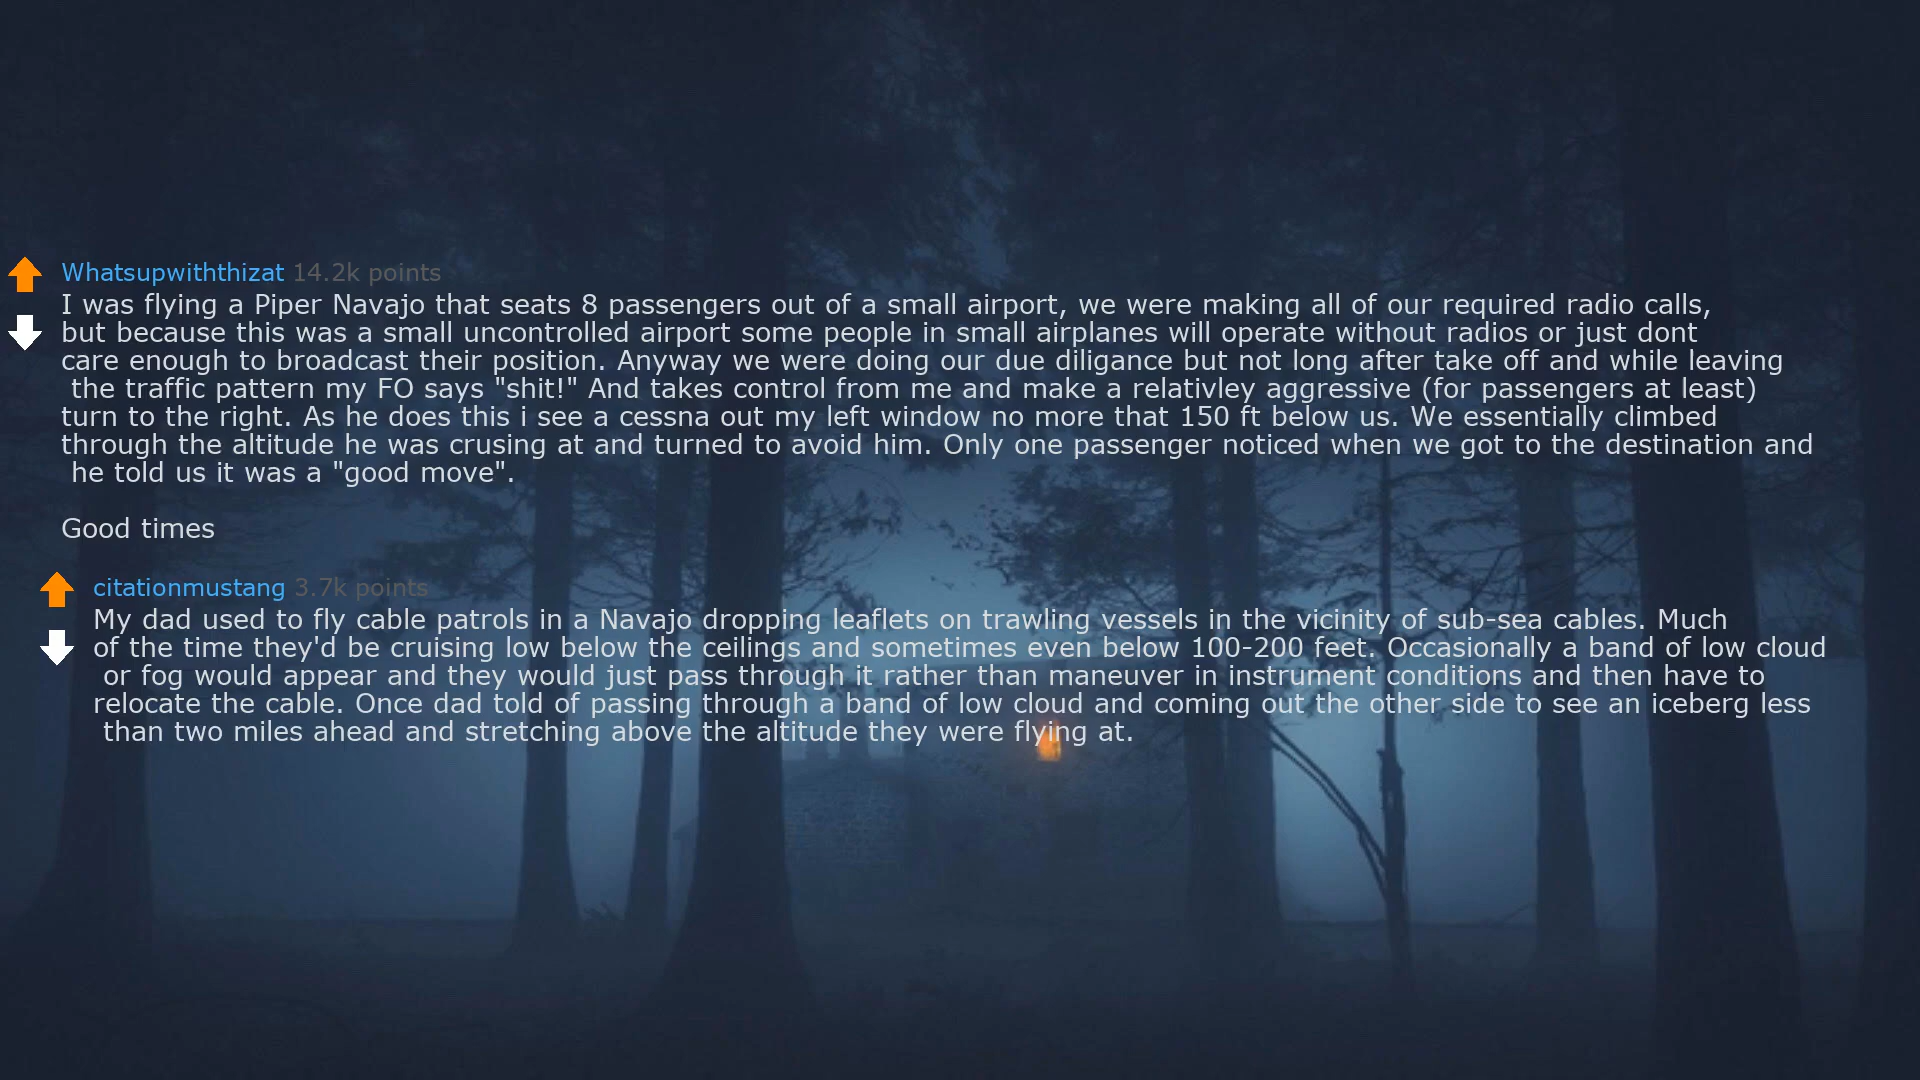 Whatsupwiththizat 14.2k points
I was flying a Piper Navajo that seats 8 passengers out of a small airport, we were making all of our required radio calls,
but because this was a small uncontrolled airport some people in small airplanes will operate without radios or just dont
care enough to broadcast their position. Anyway we were doing our due diligance but not long after take off and while leaving
the traffic pattern my FO says "shit!" And takes control from me and make a relativley aggressive (for passengers at least)
turn to the right. As he does this i see a cessna out my left window no more that 150 ft below us. We essentially climbed
through the altitude he was crusing at and turned to avoid him. Only one passenger noticed when we got to the destination and
he told us it was a "good move".
Good times
citationmustang 3.7k points
My dad used to fly cable patrols in a Navajo dropping leaflets on trawling vessels in the vicinity of sub-sea cables. Much
of the time they'd be cruising low below the ceilings and sometimes even below 100-200 feet. Occasionally a band of low cloud
or fog would appear and they would just pass through it rather than maneuver in instrument conditions and then have to
relocate the cable. Once dad told of passing through a band of low cloud and coming out the other side to see an iceberg less
than two miles ahead and stretching above the altitude they were flying at.